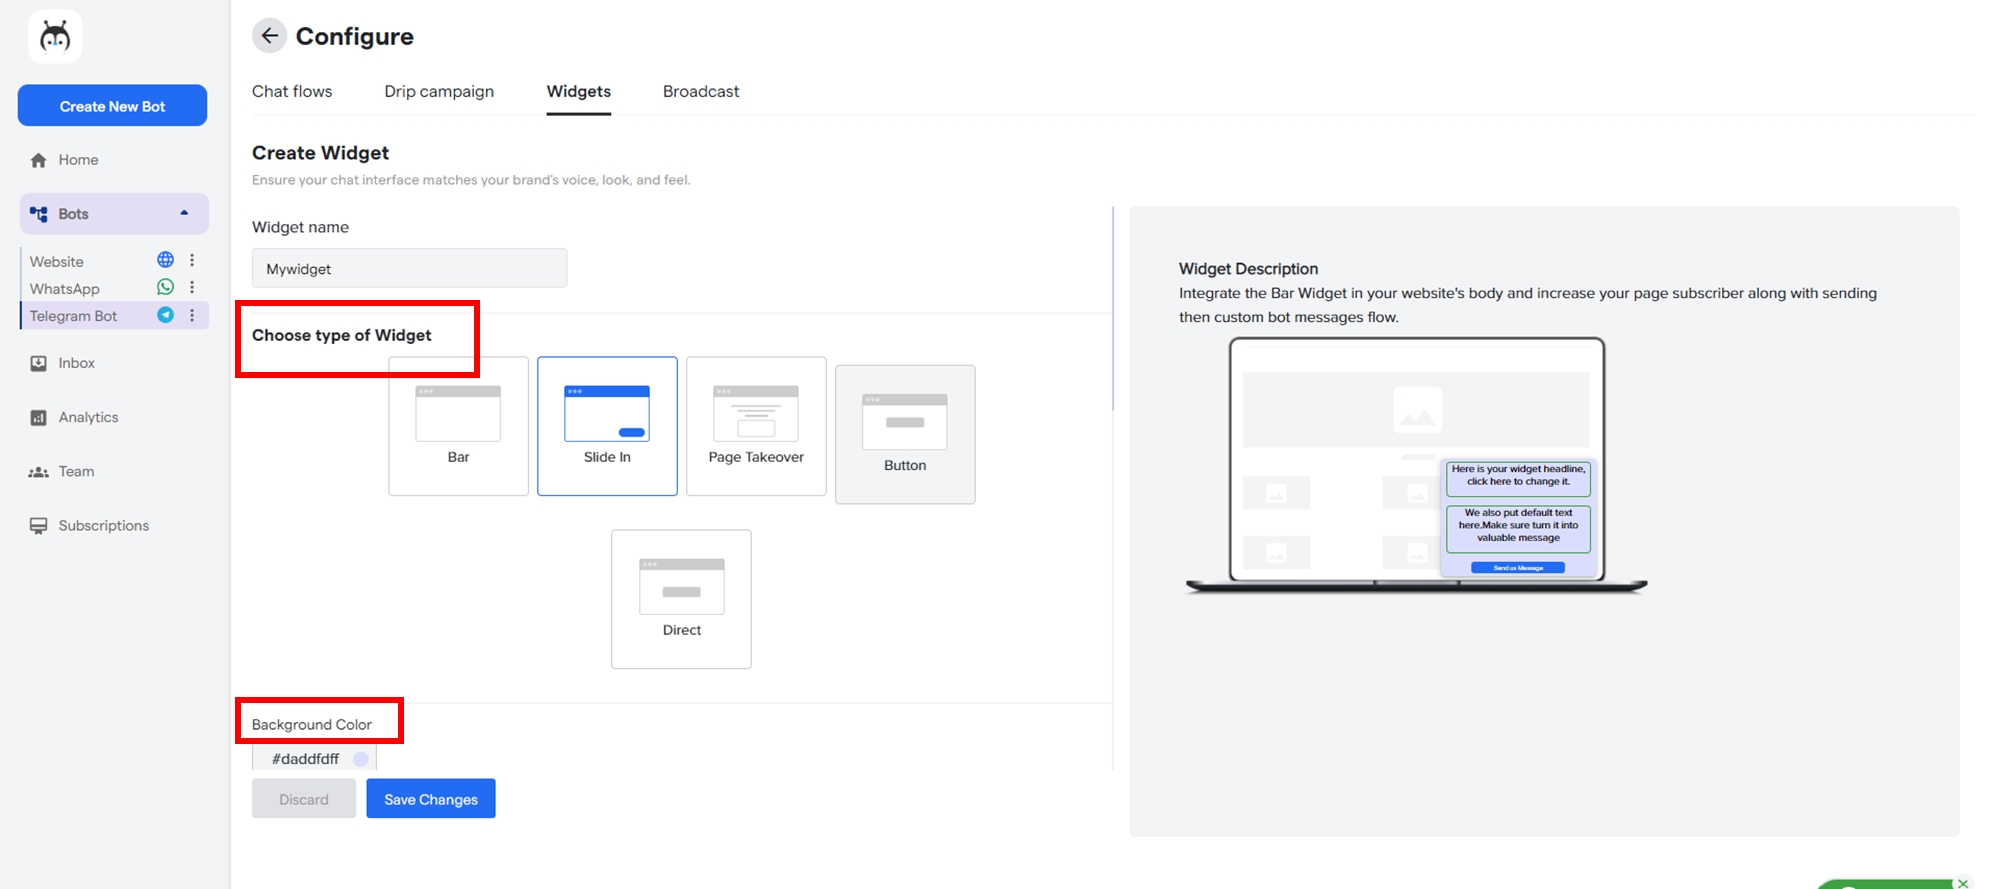 Configure
Create New Bot
Home
Bots
Website
WhatsApp
Telegram Bot
Inbox
Analytics
Team
Subscriptions
Chat flows
Drip campaign
Widgets
Broadcast
Create Widget
Ensure your chat interface matches your brand's voice, look, and feel.
Widget name
Mywidget
Choose type of Widget
Bar
Slide In
Page Takeover
Button
Direct
Background Color
#daddfdff
Discard
Save Changes
Widget Description
Integrate the Bar Widget in your website's body and increase your page subscriber along with sending
then custom bot messages flow.
Here is your widget headline,
click here to change it.
We also put default text
here.Make sure turn it into
valuable message
Send us Message